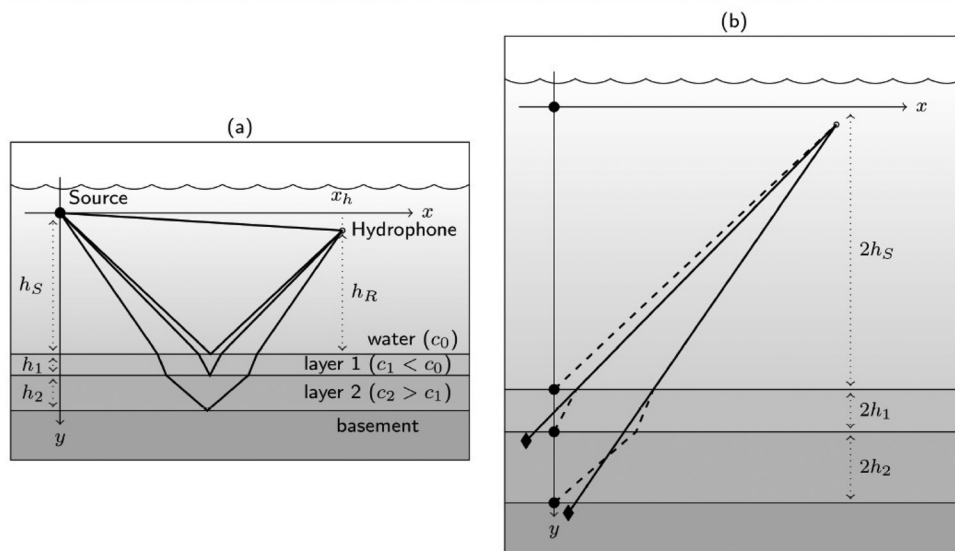 (a)
Source
x_h
x
Hydrophone
h_S
h_R
water (c_0)
h_1
layer 1 (c_1 < c_0)
h_2
layer 2 (c_2 > c_1)
basement
y
(b)
x
2h_S
2h_1
2h_2
y